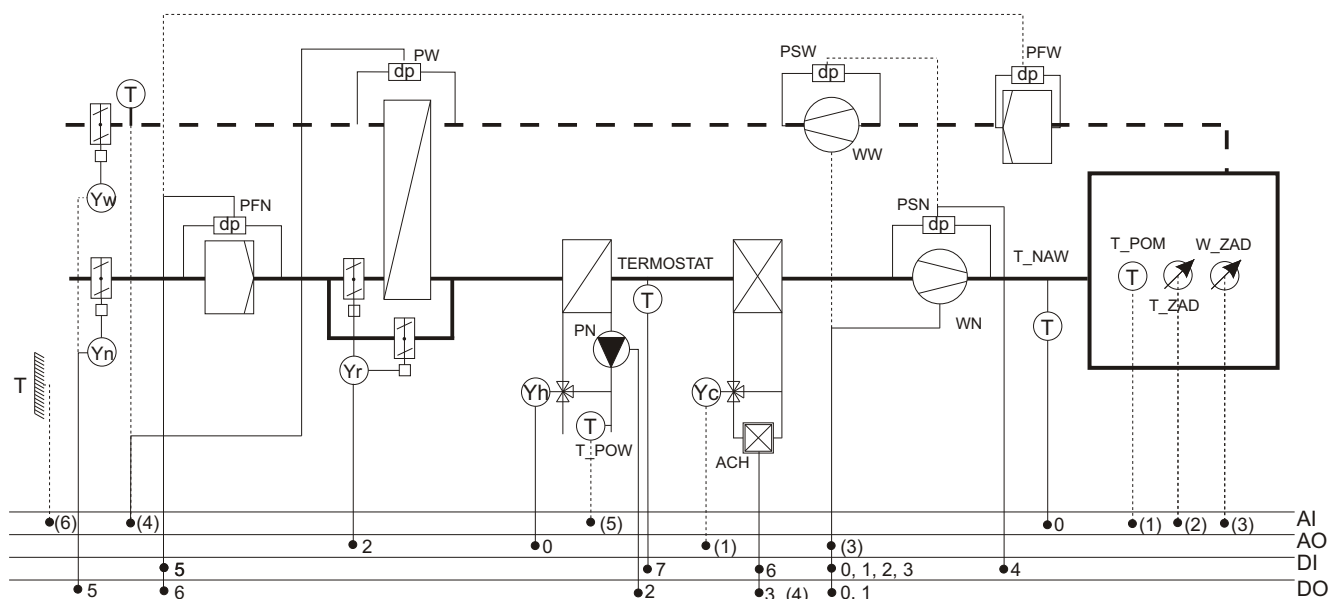 PW
PSW
PFW
dp
dp
dp
T
WW
Yw
PFN
dp
PSN
dp
T_POM
W_ZAD
T_NAW
TERMOSTAT
T
T
T_ZAD
PN
WN
T
Yn
Yr
T
Yh
Yc
T
T_POW
ACH
(6)
(4)
(5)
0
(1)
(2)
(3)
AI
2
0
(1)
(3)
AO
5
7
6
0, 1, 2, 3
4
DI
5
6
2
3
(4)
0, 1
DO